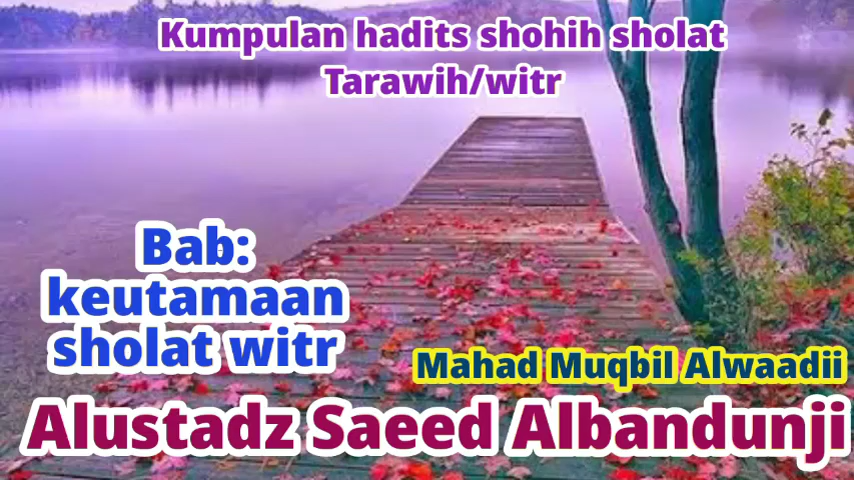 Kumpulan hadits shohih sholat
Tarawih/witr
Bab:
keutamaan
sholat witr
Mahad Muqbil Alwaadii
Alustadz Saeed Albandunji